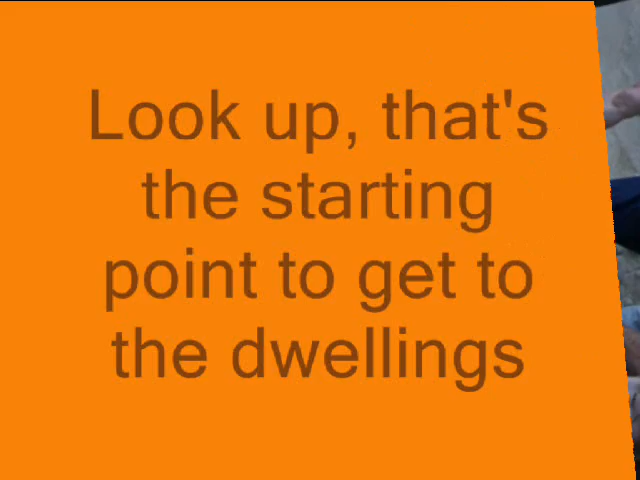 Look up, that's
the starting
point to get to
the dwellings